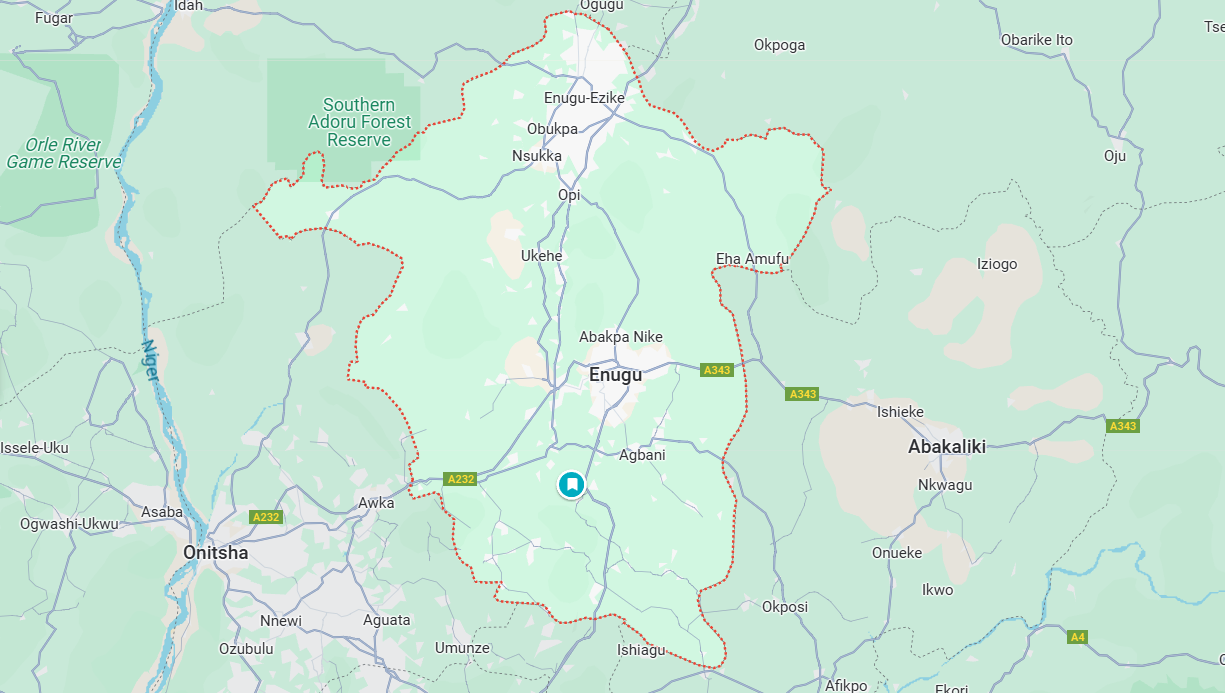 Fugar
Idah
Ogugu
Okpoga
Obarike Ito
Enugu-Ezike
Southern
Adoru Forest
Reserve
Obukpa
Orle River
Game Reserve
Nsukka
Oju
Opi
Ukehe
Eha Amufu
Iziogo
Abakpa Nike
Niger
Enugu
A343
A343
Ishieke
A343
Issele-Uku
Agbani
Abakaliki
A232
Nkwagu
Awka
Asaba
A232
Ogwashi-Ukwu
Onitsha
Onueke
Ikwo
Okposi
Nnewi
Aguata
A4
Ozubulu
Umunze
Ishiagu
Afikpo
Ekori